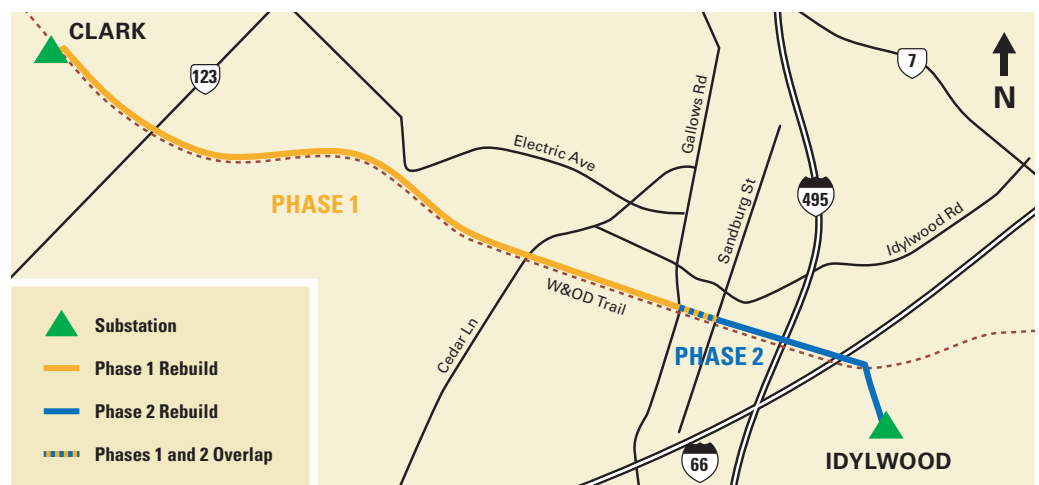 CLARK
123
7
N
Gallows Rd
Electric Ave
Sandburg St
495
PHASE 1
Idylwood Rd
W&OD Trail
Cedar Ln
PHASE 2
66
IDYLWOOD
Substation
Phase 1 Rebuild
Phase 2 Rebuild
Phases 1 and 2 Overlap